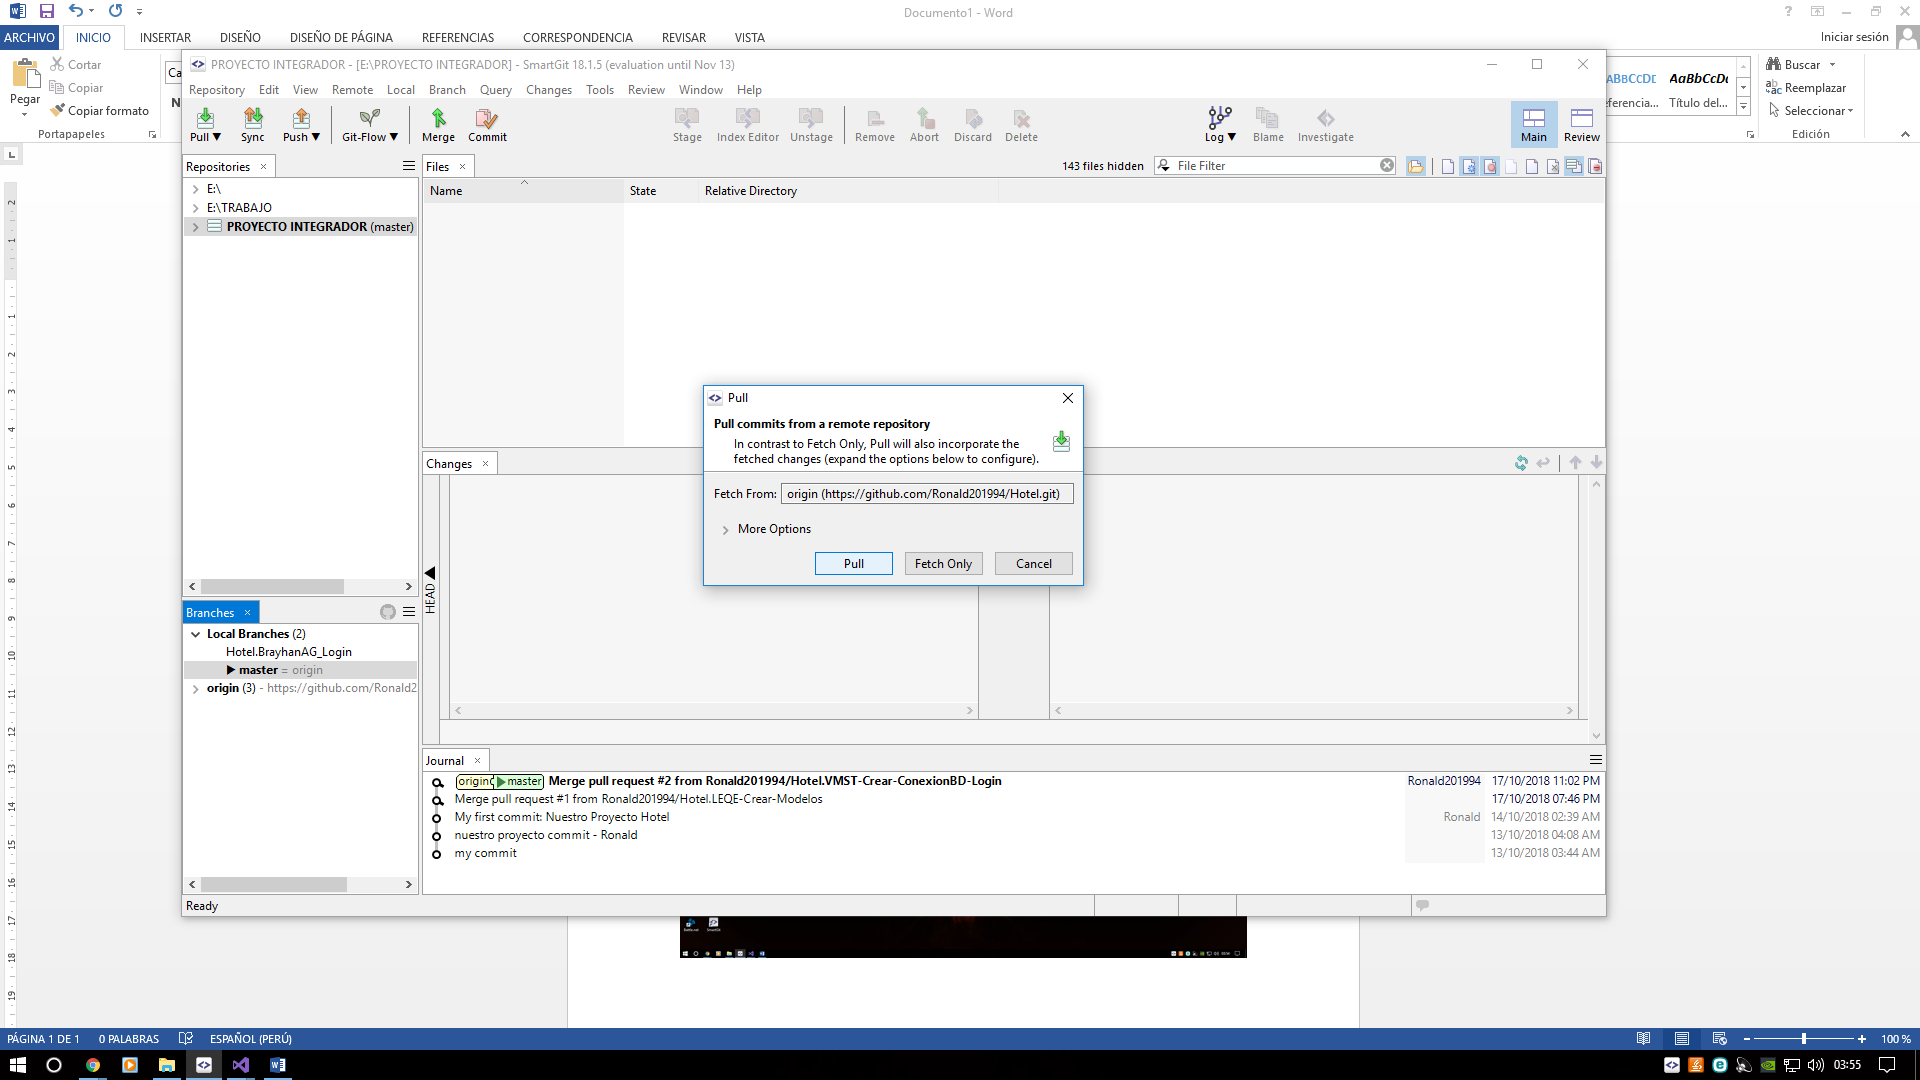 Documento1 - Word
ARCHIVO INICIO INSERTAR DISEÑO DISEÑO DE PÁGINA REFERENCIAS CORRESPONDENCIA REVISAR VISTA Iniciar sesión
Pegar
Cortar
Copiar
Copiar formato
Portapapeles
Ca
N
AaBbCcDc
Título del...
Buscar
Reemplazar
Seleccionar
Edición
PROYECTO INTEGRADOR - [E:\PROYECTO INTEGRADOR] - SmartGit 18.1.5 (evaluation until Nov 13)
Repository Edit View Remote Local Branch Query Changes Tools Review Window Help
Pull Sync Push Git-Flow Merge Commit Stage Index Editor Unstage Remove Abort Discard Delete Log Blame Investigate Main Review
Repositories
E:\
E:\TRABAJO
PROYECTO INTEGRADOR (master)
Files 143 files hidden File Filter
Name State Relative Directory
Pull
Pull commits from a remote repository
In contrast to Fetch Only, Pull will also incorporate the
fetched changes (expand the options below to configure).
Fetch From: origin (https://github.com/Ronald201994/Hotel.git)
More Options
Pull Fetch Only Cancel
Changes
HEAD
Branches
Local Branches (2)
Hotel.BrayhanAG_Login
master = origin
origin (3) - https://github.com/Ronald2
Journal
origin master Merge pull request #2 from Ronald201994/Hotel.VMST-Crear-ConexionBD-Login Ronald201994 17/10/2018 11:02 PM
Merge pull request #1 from Ronald201994/Hotel.LEQE-Crear-Modelos 17/10/2018 07:46 PM
My first commit: Nuestro Proyecto Hotel Ronald 14/10/2018 02:39 AM
nuestro proyecto commit - Ronald 13/10/2018 04:08 AM
my commit 13/10/2018 03:44 AM
Ready
PÁGINA 1 DE 1 0 PALABRAS ESPAÑOL (PERÚ) 100 %
03:55